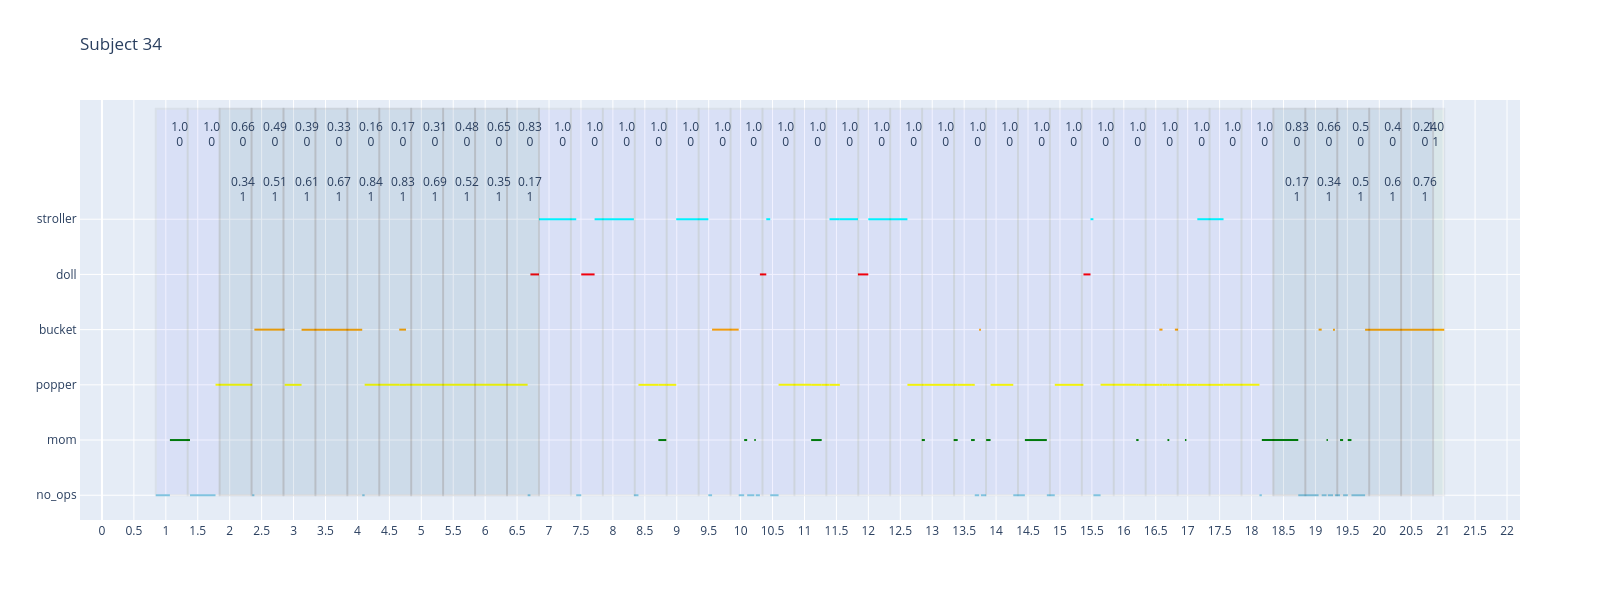 Subject 34
1.0 1.0 0.66 0.49 0.39 0.33 0.16 0.17 0.31 0.48 0.65 0.83 1.0 1.0 1.0 1.0 1.0 1.0 1.0 1.0 1.0 1.0 1.0 1.0 1.0 1.0 1.0 1.0 1.0 1.0 1.0 1.0 1.0 1.0 1.0 0.83 0.66 0.5 0.4
0 0 0 0 0 0 0 0 0 0 0 0 0 0 0 0 0 0 0 0 0 0 0 0 0 0 0 0 0 0 0 0 0 0 0 0 0 0 0 0 1
0.34 0.51 0.61 0.67 0.84 0.83 0.69 0.52 0.35 0.17 0.17 0.34 0.5 0.6 0.76
1 1 1 1 1 1 1 1 1 1 1 1 1 1 1
stroller
doll
bucket
popper
mom
no_ops
0 0.5 1 1.5 2 2.5 3 3.5 4 4.5 5 5.5 6 6.5 7 7.5 8 8.5 9 9.5 10 10.5 11 11.5 12 12.5 13 13.5 14 14.5 15 15.5 16 16.5 17 17.5 18 18.5 19 19.5 20 20.5 21 21.5 22